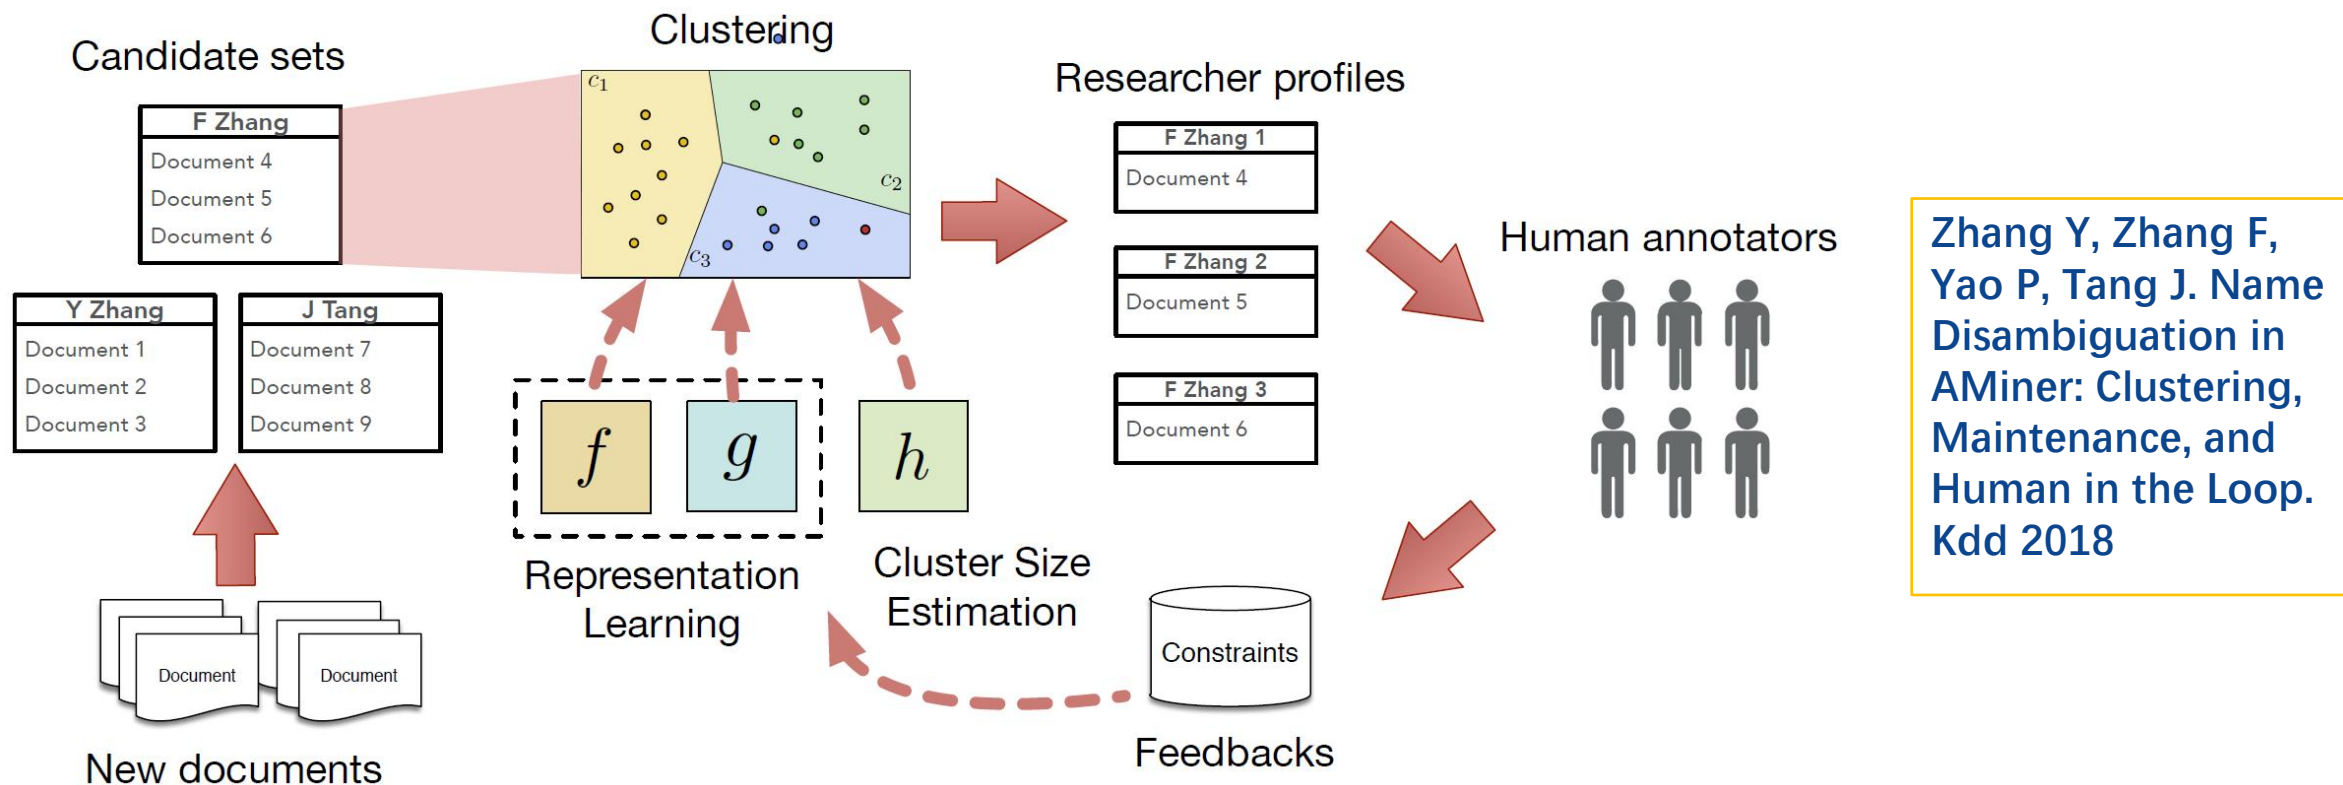 Candidate sets
F Zhang
Document 4
Document 5
Document 6
Y Zhang
Document 1
Document 2
Document 3
J Tang
Document 7
Document 8
Document 9
Document
Document
New documents
Clustering
c1
c2
c3
f
g
h
Representation
Learning
Cluster Size
Estimation
Researcher profiles
F Zhang 1
Document 4
F Zhang 2
Document 5
F Zhang 3
Document 6
Human annotators
Constraints
Feedbacks
Zhang Y, Zhang F,
Yao P, Tang J. Name
Disambiguation in
AMiner: Clustering,
Maintenance, and
Human in the Loop.
Kdd 2018